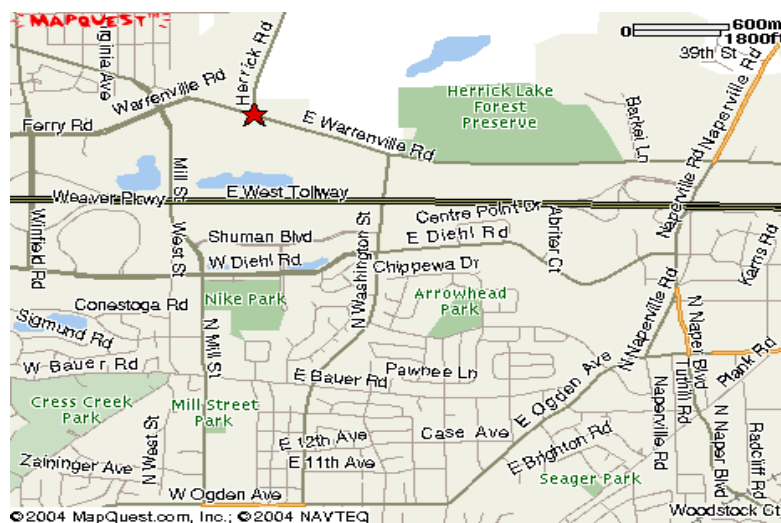 MAPQUEST
TM
0
600m
1800ft
39th St
Virginia Ave
Herrick Rd
Warrenville Rd
Naperville Rd
Herrick Lake
Forest
Preserve
Barkei Ln
Ferry Rd
E Warrenville Rd
Mill St
Weaver Pkwy
E West Tollway
Winfield Rd
West St
Centre Point Dr
Naperville Rd
Shuman Blvd
E Diehl Rd
Abriter Ct
N Washington St
W Diehl Rd
Chippewa Dr
Karns Rd
Nike Park
Arrowhead
Park
Conestoga Rd
Sigmund Rd
N Mill St
N Naperville Rd
N Naper Blvd
W Bauer Rd
E Bauer Rd
Pawnee Ln
Plank Rd
Tuthill Rd
E Ogden Ave
Cress Creek
Park
Mill Street
Park
Naperville Rd
N West St
E 12th Ave
Case Ave
E Brighton Rd
N Naper Blvd
Radcliff Rd
Zaininger Ave
E 11th Ave
Seager Park
W Ogden Ave
Woodstock Ct
©2004 MapQuest.com, Inc.; ©2004 NAVTEQ